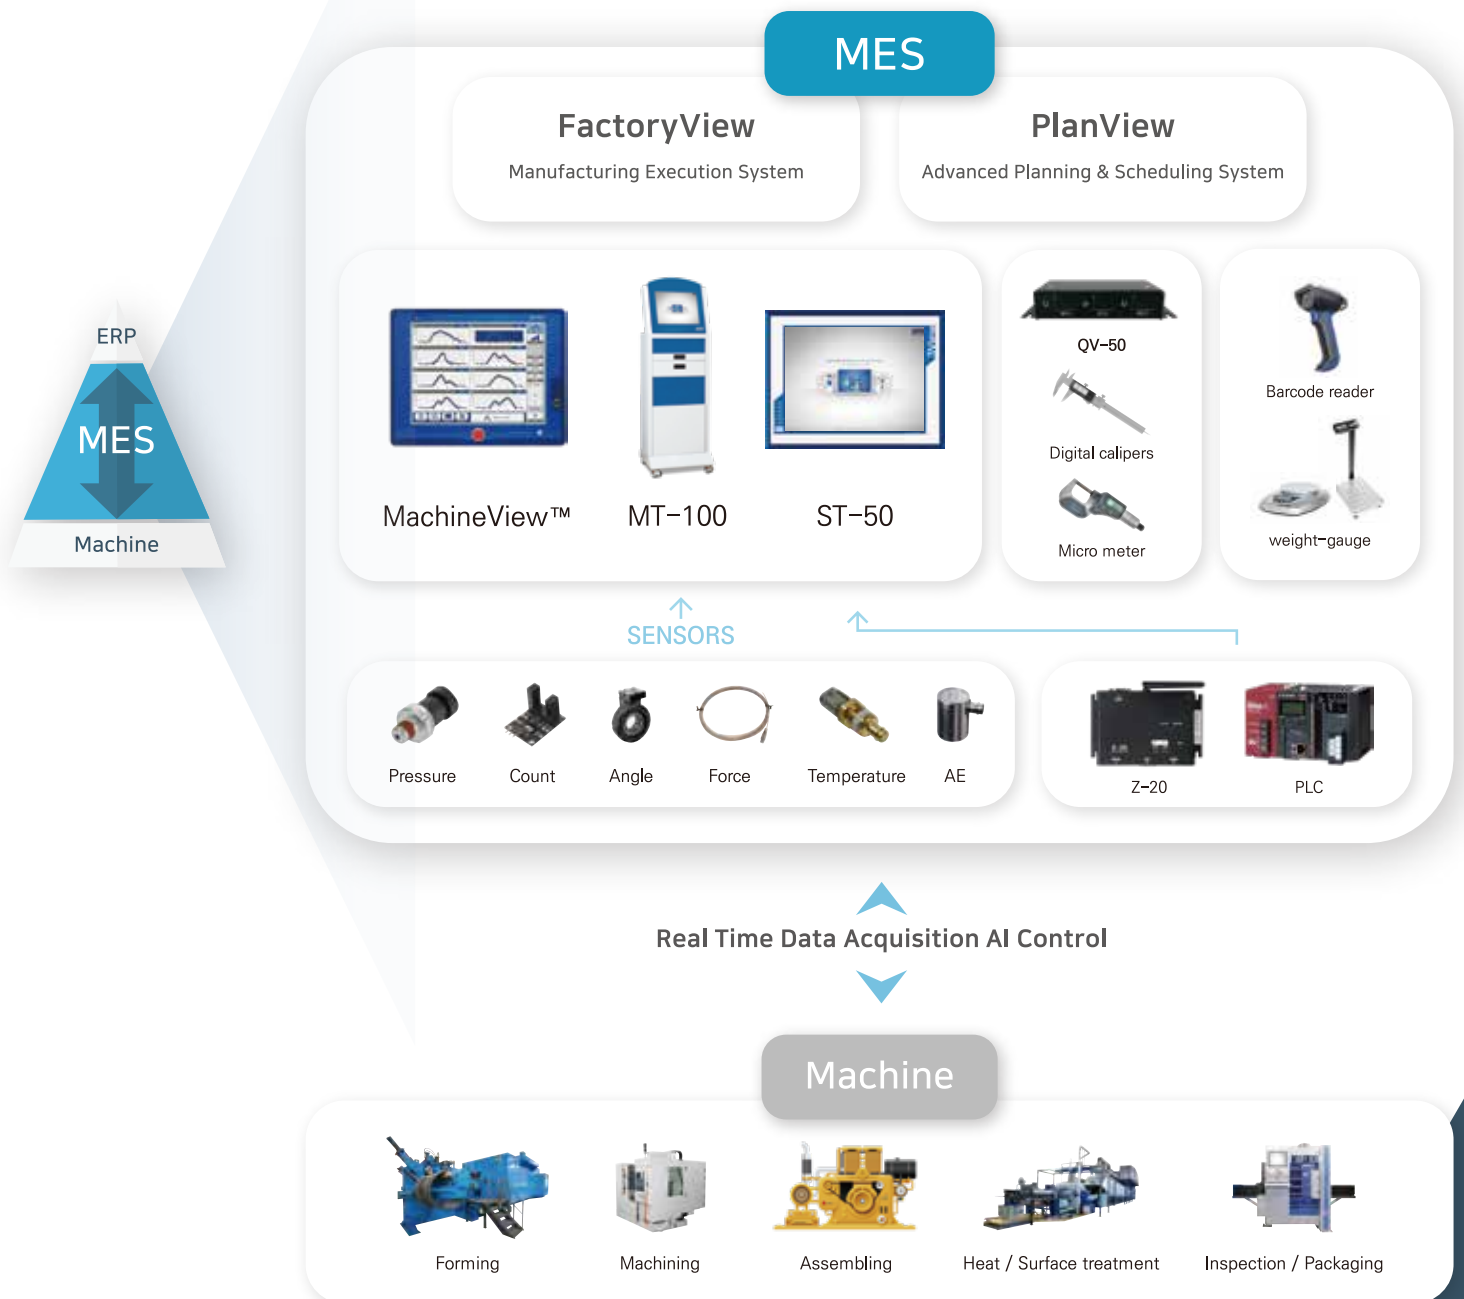 MES
FactoryView
Manufacturing Execution System
PlanView
Advanced Planning & Scheduling System
ERP
MES
Machine
MachineView™
MT-100
ST-50
QV-50
Digital calipers
Micro meter
Barcode reader
weight-gauge
SENSORS
Pressure
Count
Angle
Force
Temperature
AE
Z-20
PLC
Real Time Data Acquisition AI Control
Machine
Forming
Machining
Assembling
Heat / Surface treatment
Inspection / Packaging